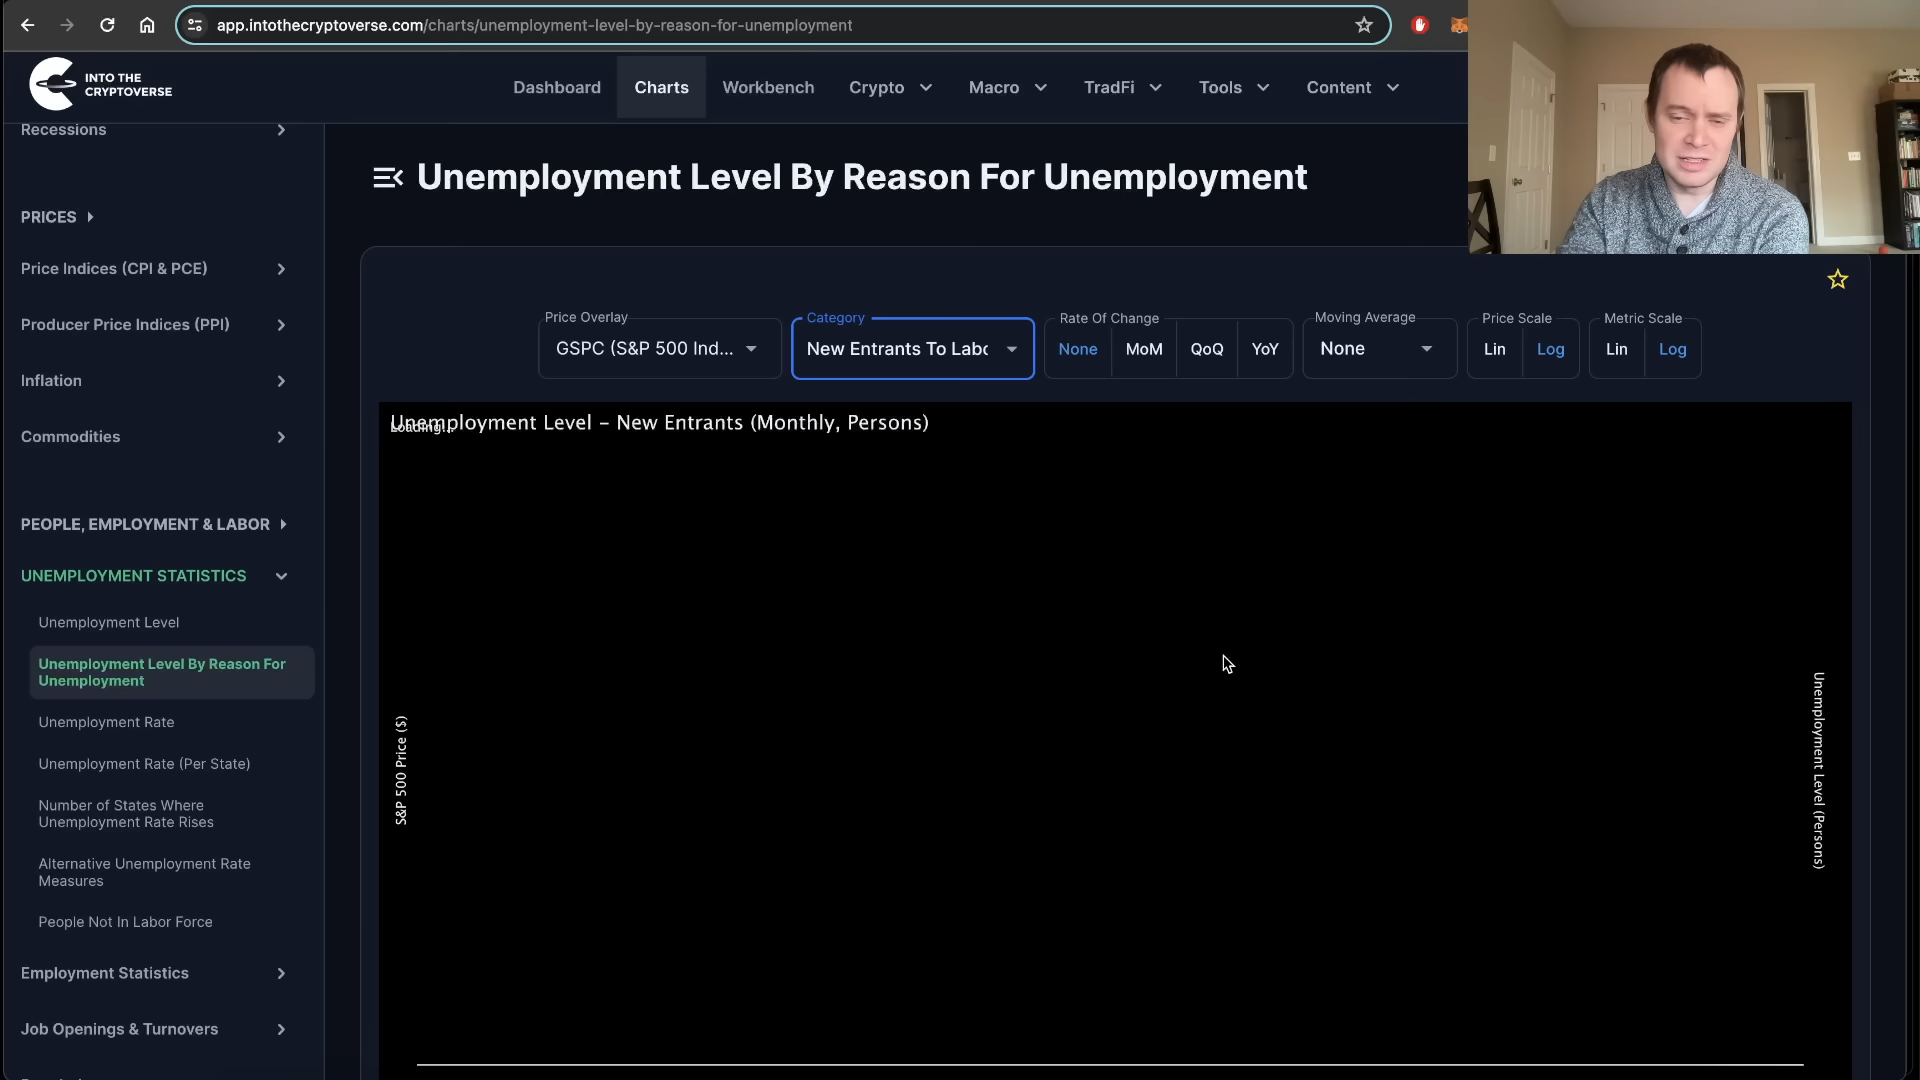 app.intothecryptoverse.com/charts/unemployment-level-by-reason-for-unemployment
INTO THE
CRYPTOVERSE
Dashboard
Charts
Workbench
Crypto
Macro
TradFi
Tools
Content
Recessions
PRICES
Price Indices (CPI & PCE)
Producer Price Indices (PPI)
Inflation
Commodities
PEOPLE, EMPLOYMENT & LABOR
UNEMPLOYMENT STATISTICS
Unemployment Level
Unemployment Level By Reason For
Unemployment
Unemployment Rate
Unemployment Rate (Per State)
Number of States Where
Unemployment Rate Rises
Alternative Unemployment Rate
Measures
People Not In Labor Force
Employment Statistics
Job Openings & Turnovers
Unemployment Level By Reason For Unemployment
Price Overlay
GSPC (S&P 500 Ind...
Category
New Entrants To Labo
Rate Of Change
None
MoM
QoQ
YoY
Moving Average
None
Price Scale
Lin
Log
Metric Scale
Lin
Log
Unemployment Level – New Entrants (Monthly, Persons)
Loading...
S&P 500 Price ($)
Unemployment Level (Persons)